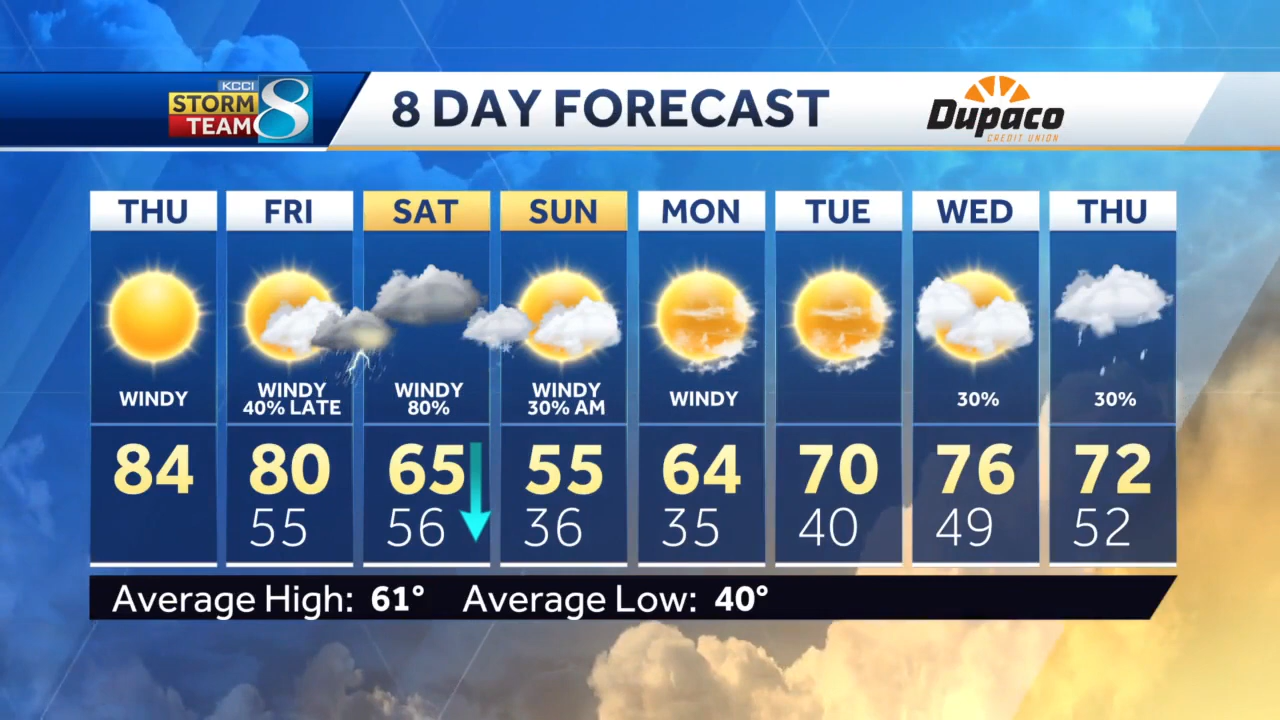 KCCI
STORM
TEAM
8
8 DAY FORECAST
Dupaco
CREDIT UNION
THU FRI SAT SUN MON TUE WED THU
WINDY
WINDY
40% LATE
WINDY
80%
WINDY
30% AM
WINDY
30%
30%
84 80 65 55 64 70 76 72
55 56 36 35 40 49 52
Average High: 61° Average Low: 40°